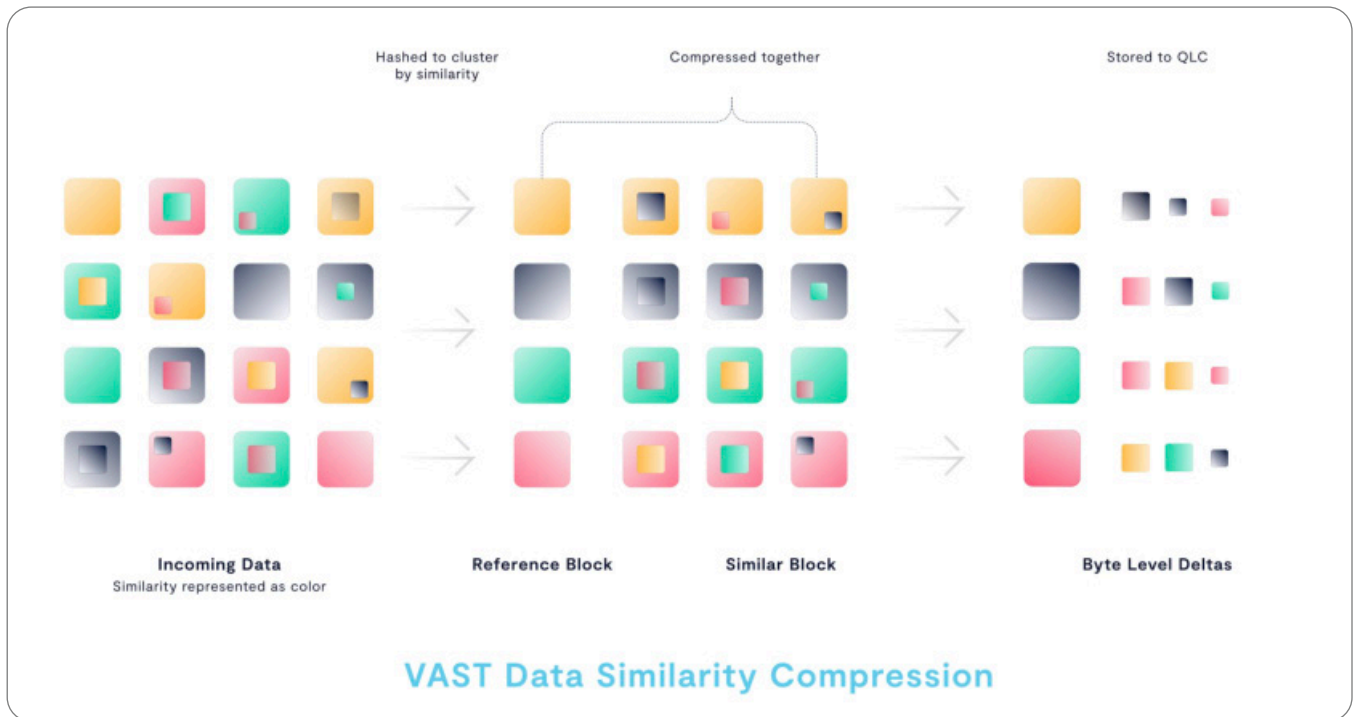 Hashed to cluster
by similarity
Compressed together
Stored to QLC
Incoming Data
Similarity represented as color
Reference Block
Similar Block
Byte Level Deltas
VAST Data Similarity Compression